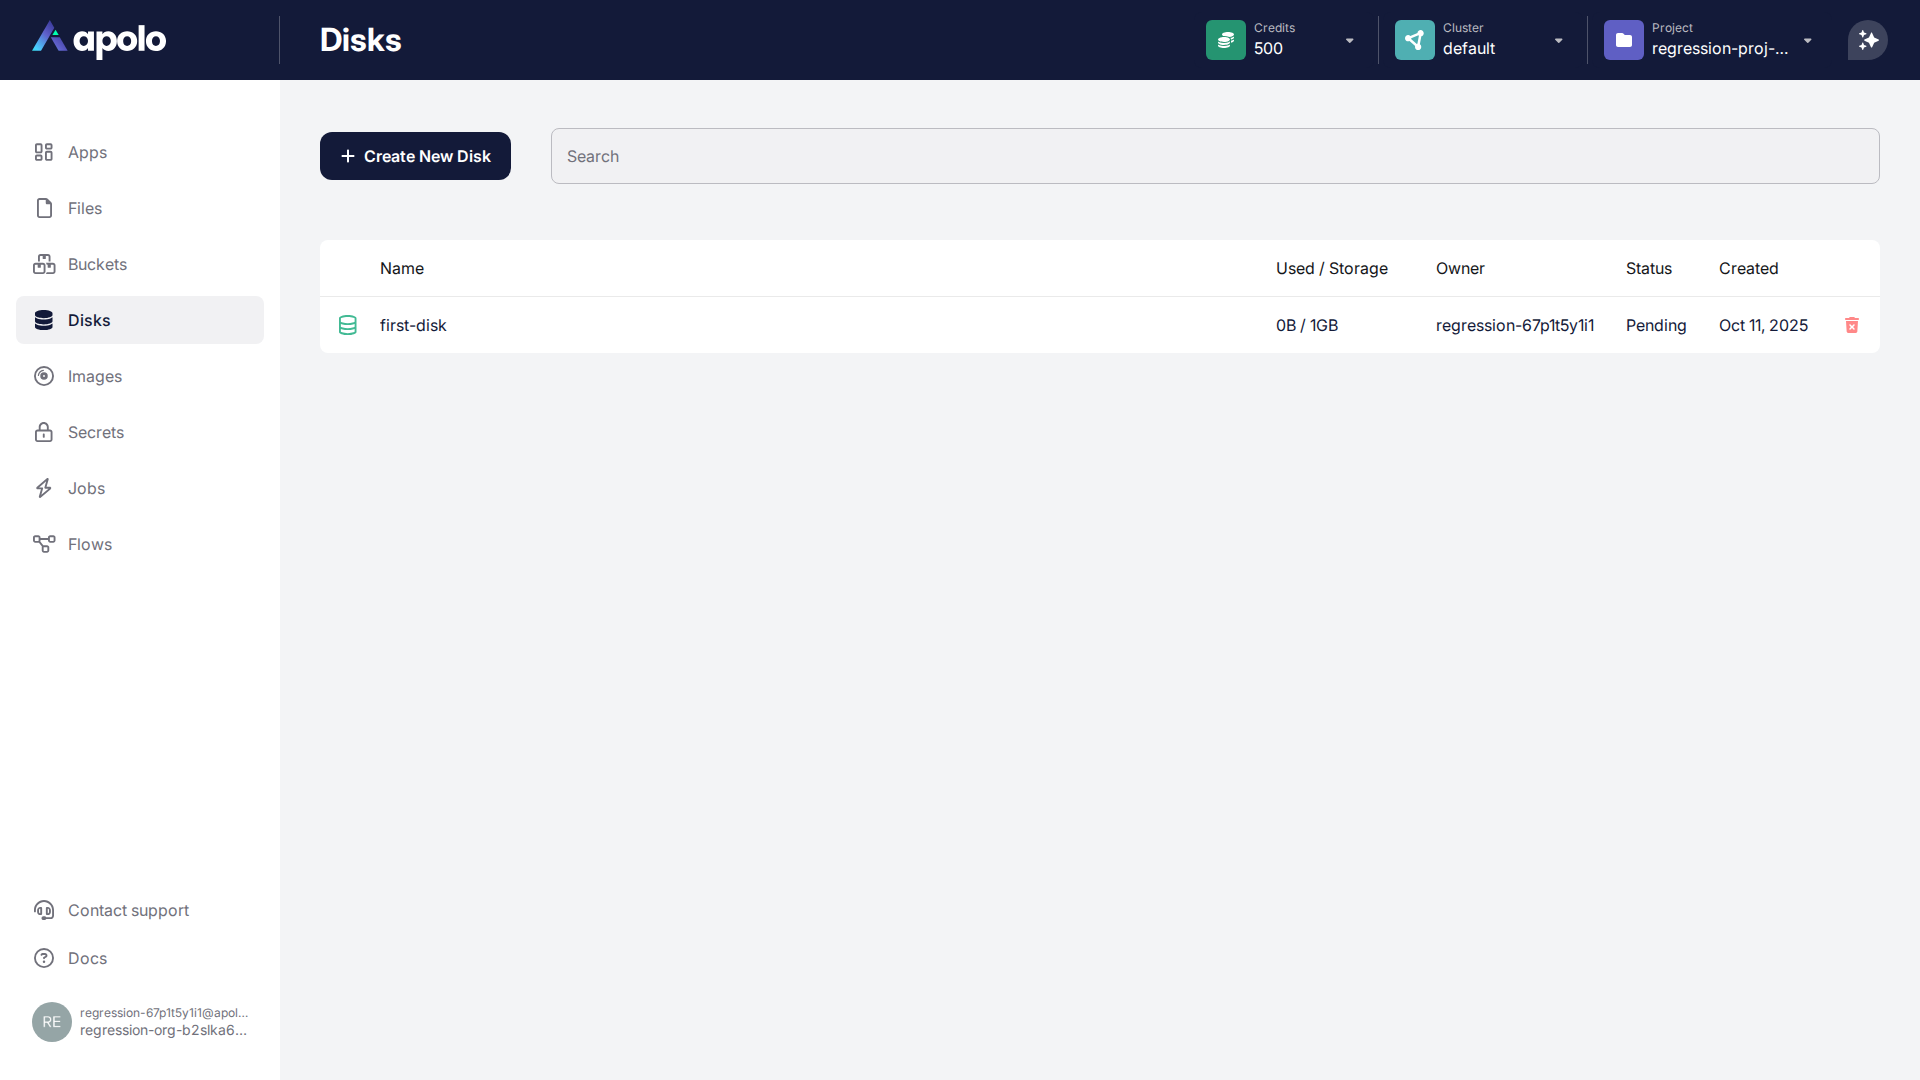 apolo
Disks
Credits
500
Cluster
default
Project
regression-proj-...
Apps
Files
Buckets
Disks
Images
Secrets
Jobs
Flows
Contact support
Docs
RE
regression-67p1t5y1i1@apol...
regression-org-b2slka6...
Create New Disk
Search
Name Used / Storage Owner Status Created
first-disk 0B / 1GB regression-67p1t5y1i1 Pending Oct 11, 2025